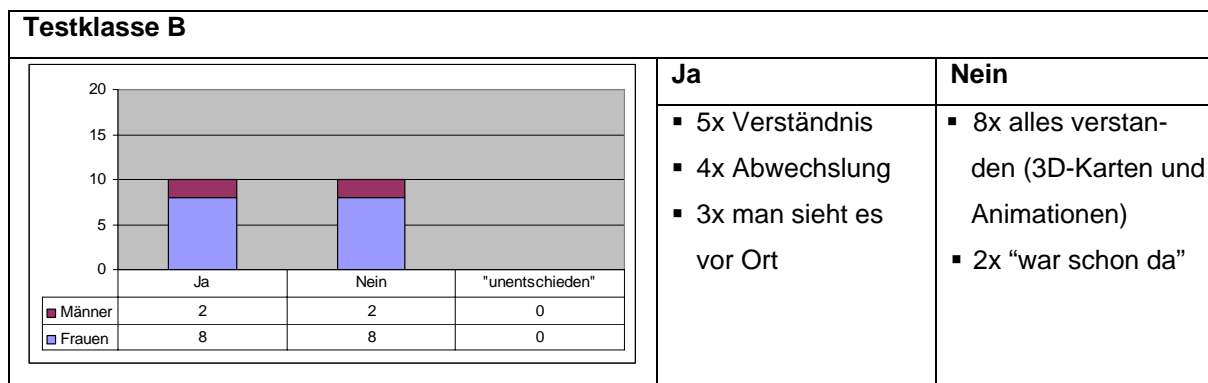 Testklasse B
20
15
10
5
0
Ja Nein "unentschieden"
Männer 2 2 0
Frauen 8 8 0
Ja
▪ 5x Verständnis
▪ 4x Abwechslung
▪ 3x man sieht es
vor Ort
Nein
▪ 8x alles verstan-
den (3D-Karten und
Animationen)
▪ 2x “war schon da”